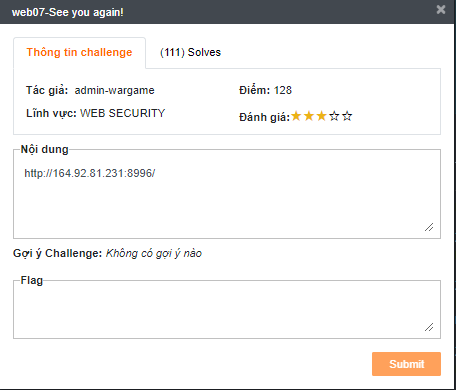 web07-See you again!
Thông tin challenge (111) Solves
Tác giả: admin-wargame Điểm: 128
Lĩnh vực: WEB SECURITY Đánh giá:
Nội dung
http://164.92.81.231:8996/
Gợi ý Challenge: Không có gợi ý nào
Flag
Submit